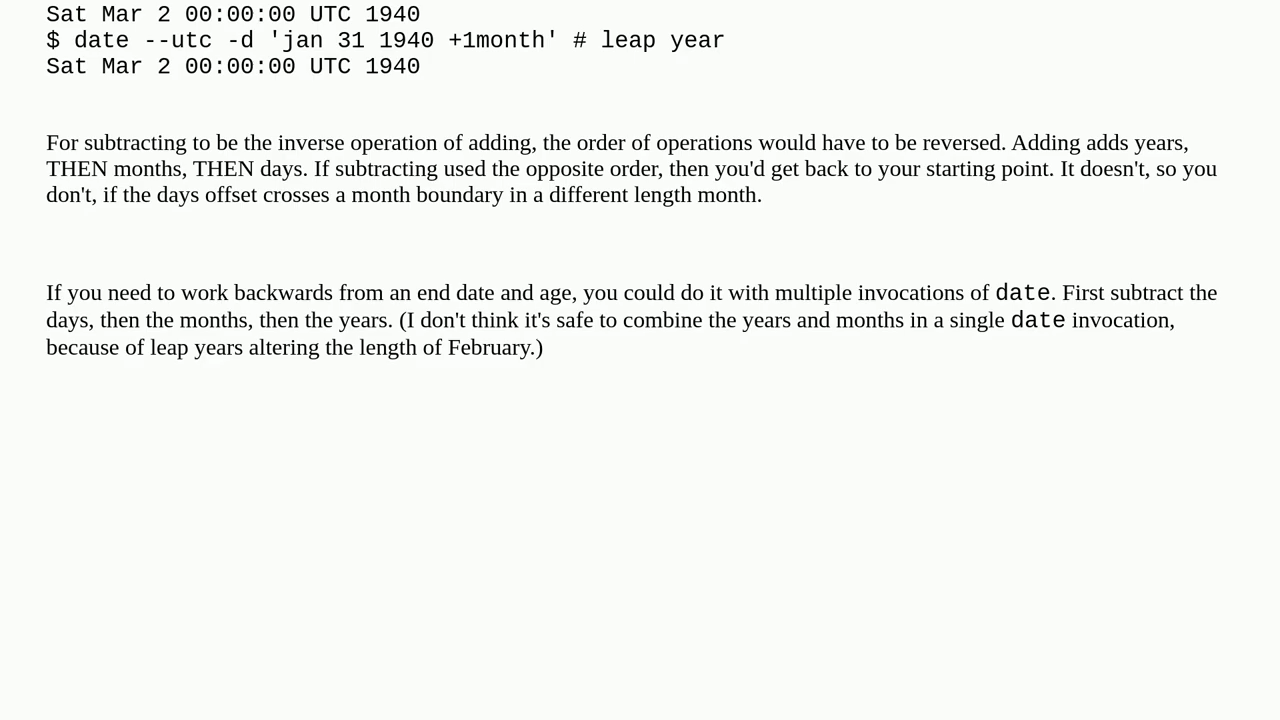 Sat Mar 2 00:00:00 UTC 1940
$ date --utc -d 'jan 31 1940 +1month' # leap year
Sat Mar 2 00:00:00 UTC 1940
For subtracting to be the inverse operation of adding, the order of operations would have to be reversed. Adding adds years,
THEN months, THEN days. If subtracting used the opposite order, then you'd get back to your starting point. It doesn't, so you
don't, if the days offset crosses a month boundary in a different length month.
If you need to work backwards from an end date and age, you could do it with multiple invocations of date. First subtract the
days, then the months, then the years. (I don't think it's safe to combine the years and months in a single date invocation,
because of leap years altering the length of February.)